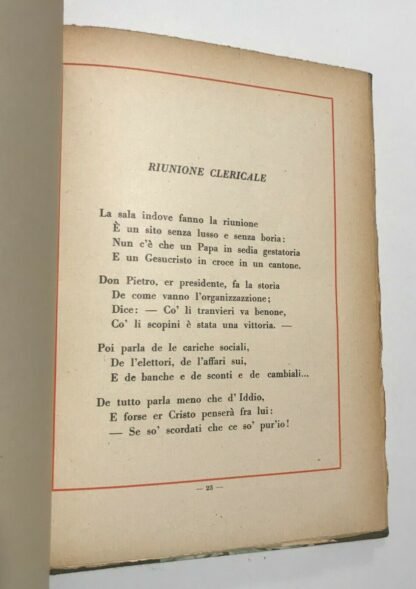 RIUNIONE CLERICALE
La sala indove fanno la riunione
È un sito senza lusso e senza boria:
Nun c'è che un Papa in sedia gestatoria
E un Gesucristo in croce in un cantone.
Don Pietro, er presidente, fa la storia
De come vanno l'organizzazzione;
Dice: — Co' li tranvieri va benone,
Co' li scopini è stata una vittoria. —
Poi parla de le cariche sociali,
De l'elettori, de l'affari sui,
E de banche e de sconti e de cambiali...
De tutto parla meno che d'Iddio,
E forse er Cristo penserà fra lui:
— Se so' scordati che ce so' pur'io!
— 25 —